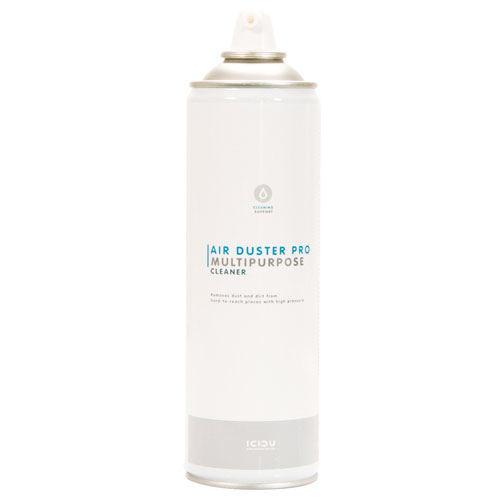 CLEANING
SUPPORT
AIR DUSTER PRO
MULTIPURPOSE
CLEANER
Removes dust and dirt from
hard-to-reach places with high pressure
ICIDU